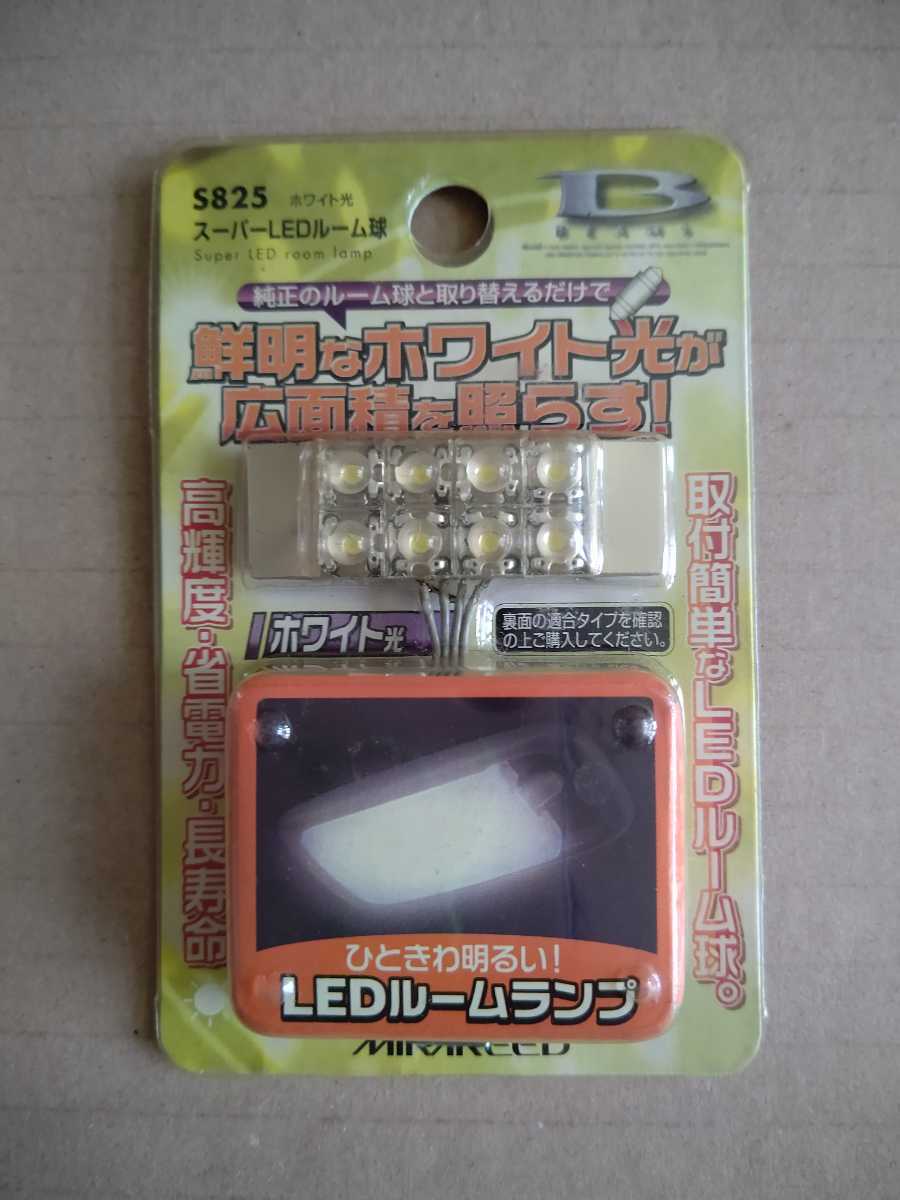 S825 ホワイト光
スーパーLEDルーム球
Super LED room lamp
B
純正のルーム球と取り替えるだけで
鮮明なホワイト光が
広面積を照らす!
高輝度・省電力・長寿命
取付簡単なLEDルーム球。
ホワイト光
裏面の適合タイプを確認
の上ご購入してください。
ひときわ明るい!
LEDルームランプ
MIRAREED